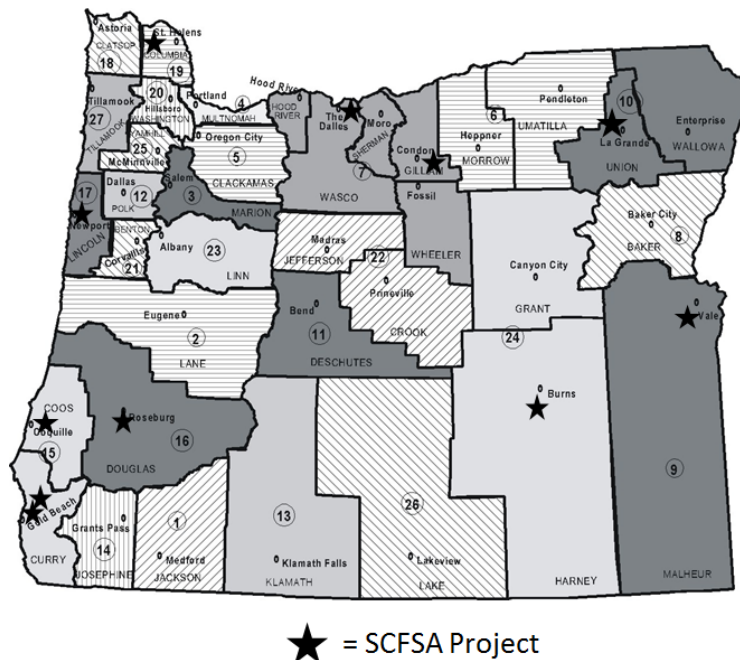 Astoria
CLATSOP
18
St. Helens
COLUMBIA
19
Tillamook
27
TILLAMOOK
20
Hillsboro
WASHINGTON
Portland
4
MULTNOMAH
Hood River
HOOD
RIVER
The
Dalles
Moro
SHERMAN
7
WASCO
Condon
GILLIAM
6
Heppner
MORROW
Pendleton
UMATILLA
10
La Grande
UNION
Enterprise
WALLOWA
YAMHILL
25
McMinnville
Oregon City
5
CLACKAMAS
17
Newport
LINCOLN
Dallas
12
POLK
Salem
3
MARION
Fossil
WHEELER
Baker City
8
BAKER
BENTON
Corvallis
21
Albany
23
LINN
Madras
JEFFERSON
22
Prineville
CROOK
Canyon City
GRANT
24
Eugene
2
LANE
Bend
11
DESCHUTES
Vale
Burns
HARNEY
9
MALHEUR
COOS
Coquille
15
Roseburg
16
DOUGLAS
Gold Beach
CURRY
Grants Pass
14
JOSEPHINE
1
Medford
JACKSON
13
Klamath Falls
KLAMATH
26
Lakeview
LAKE
= SCFSA Project